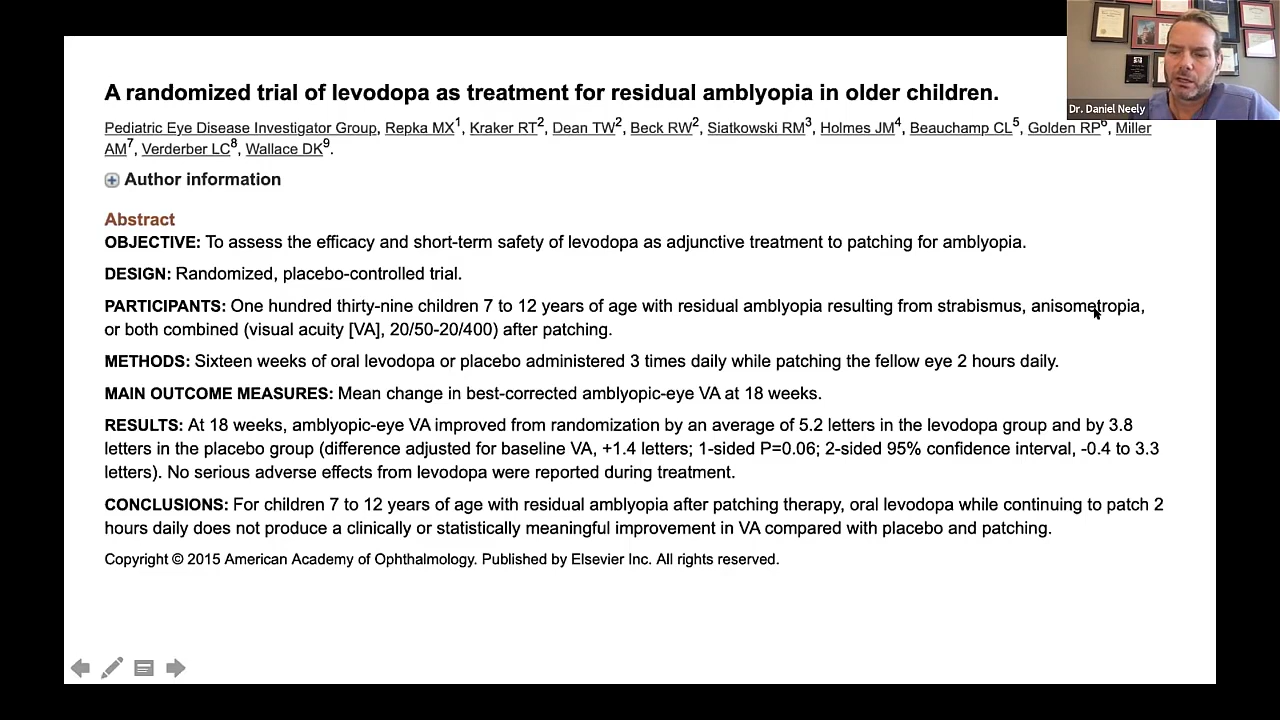 A randomized trial of levodopa as treatment for residual amblyopia in older children.
Dr. Daniel Neely
Pediatric Eye Disease Investigator Group, Repka MX1, Kraker RT2, Dean TW2, Beck RW2, Siatkowski RM3, Holmes JM4, Beauchamp CL5, Golden RP6, Miller
AM7, Verderber LC8, Wallace DK9.
Author information
Abstract
OBJECTIVE: To assess the efficacy and short-term safety of levodopa as adjunctive treatment to patching for amblyopia.
DESIGN: Randomized, placebo-controlled trial.
PARTICIPANTS: One hundred thirty-nine children 7 to 12 years of age with residual amblyopia resulting from strabismus, anisometropia,
or both combined (visual acuity [VA], 20/50-20/400) after patching.
METHODS: Sixteen weeks of oral levodopa or placebo administered 3 times daily while patching the fellow eye 2 hours daily.
MAIN OUTCOME MEASURES: Mean change in best-corrected amblyopic-eye VA at 18 weeks.
RESULTS: At 18 weeks, amblyopic-eye VA improved from randomization by an average of 5.2 letters in the levodopa group and by 3.8
letters in the placebo group (difference adjusted for baseline VA, +1.4 letters; 1-sided P=0.06; 2-sided 95% confidence interval, -0.4 to 3.3
letters). No serious adverse effects from levodopa were reported during treatment.
CONCLUSIONS: For children 7 to 12 years of age with residual amblyopia after patching therapy, oral levodopa while continuing to patch 2
hours daily does not produce a clinically or statistically meaningful improvement in VA compared with placebo and patching.
Copyright © 2015 American Academy of Ophthalmology. Published by Elsevier Inc. All rights reserved.